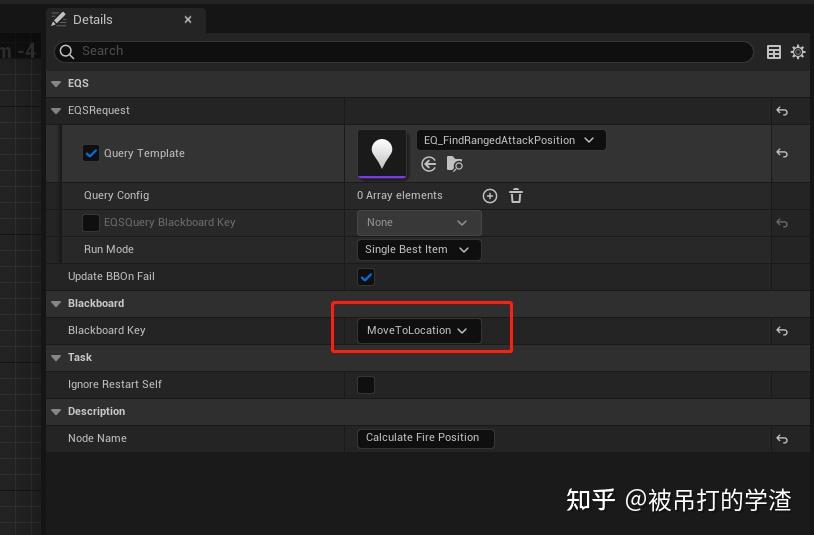 Details
m -4
Search
EQS
EQSRequest
Query Template
EQ_FindRangedAttackPosition
Query Config
0 Array elements
EQSQuery Blackboard Key
None
Run Mode
Single Best Item
Update BBOn Fail
Blackboard
Blackboard Key
MoveToLocation
Task
Ignore Restart Self
Description
Node Name
Calculate Fire Position
知乎 @被吊打的学渣